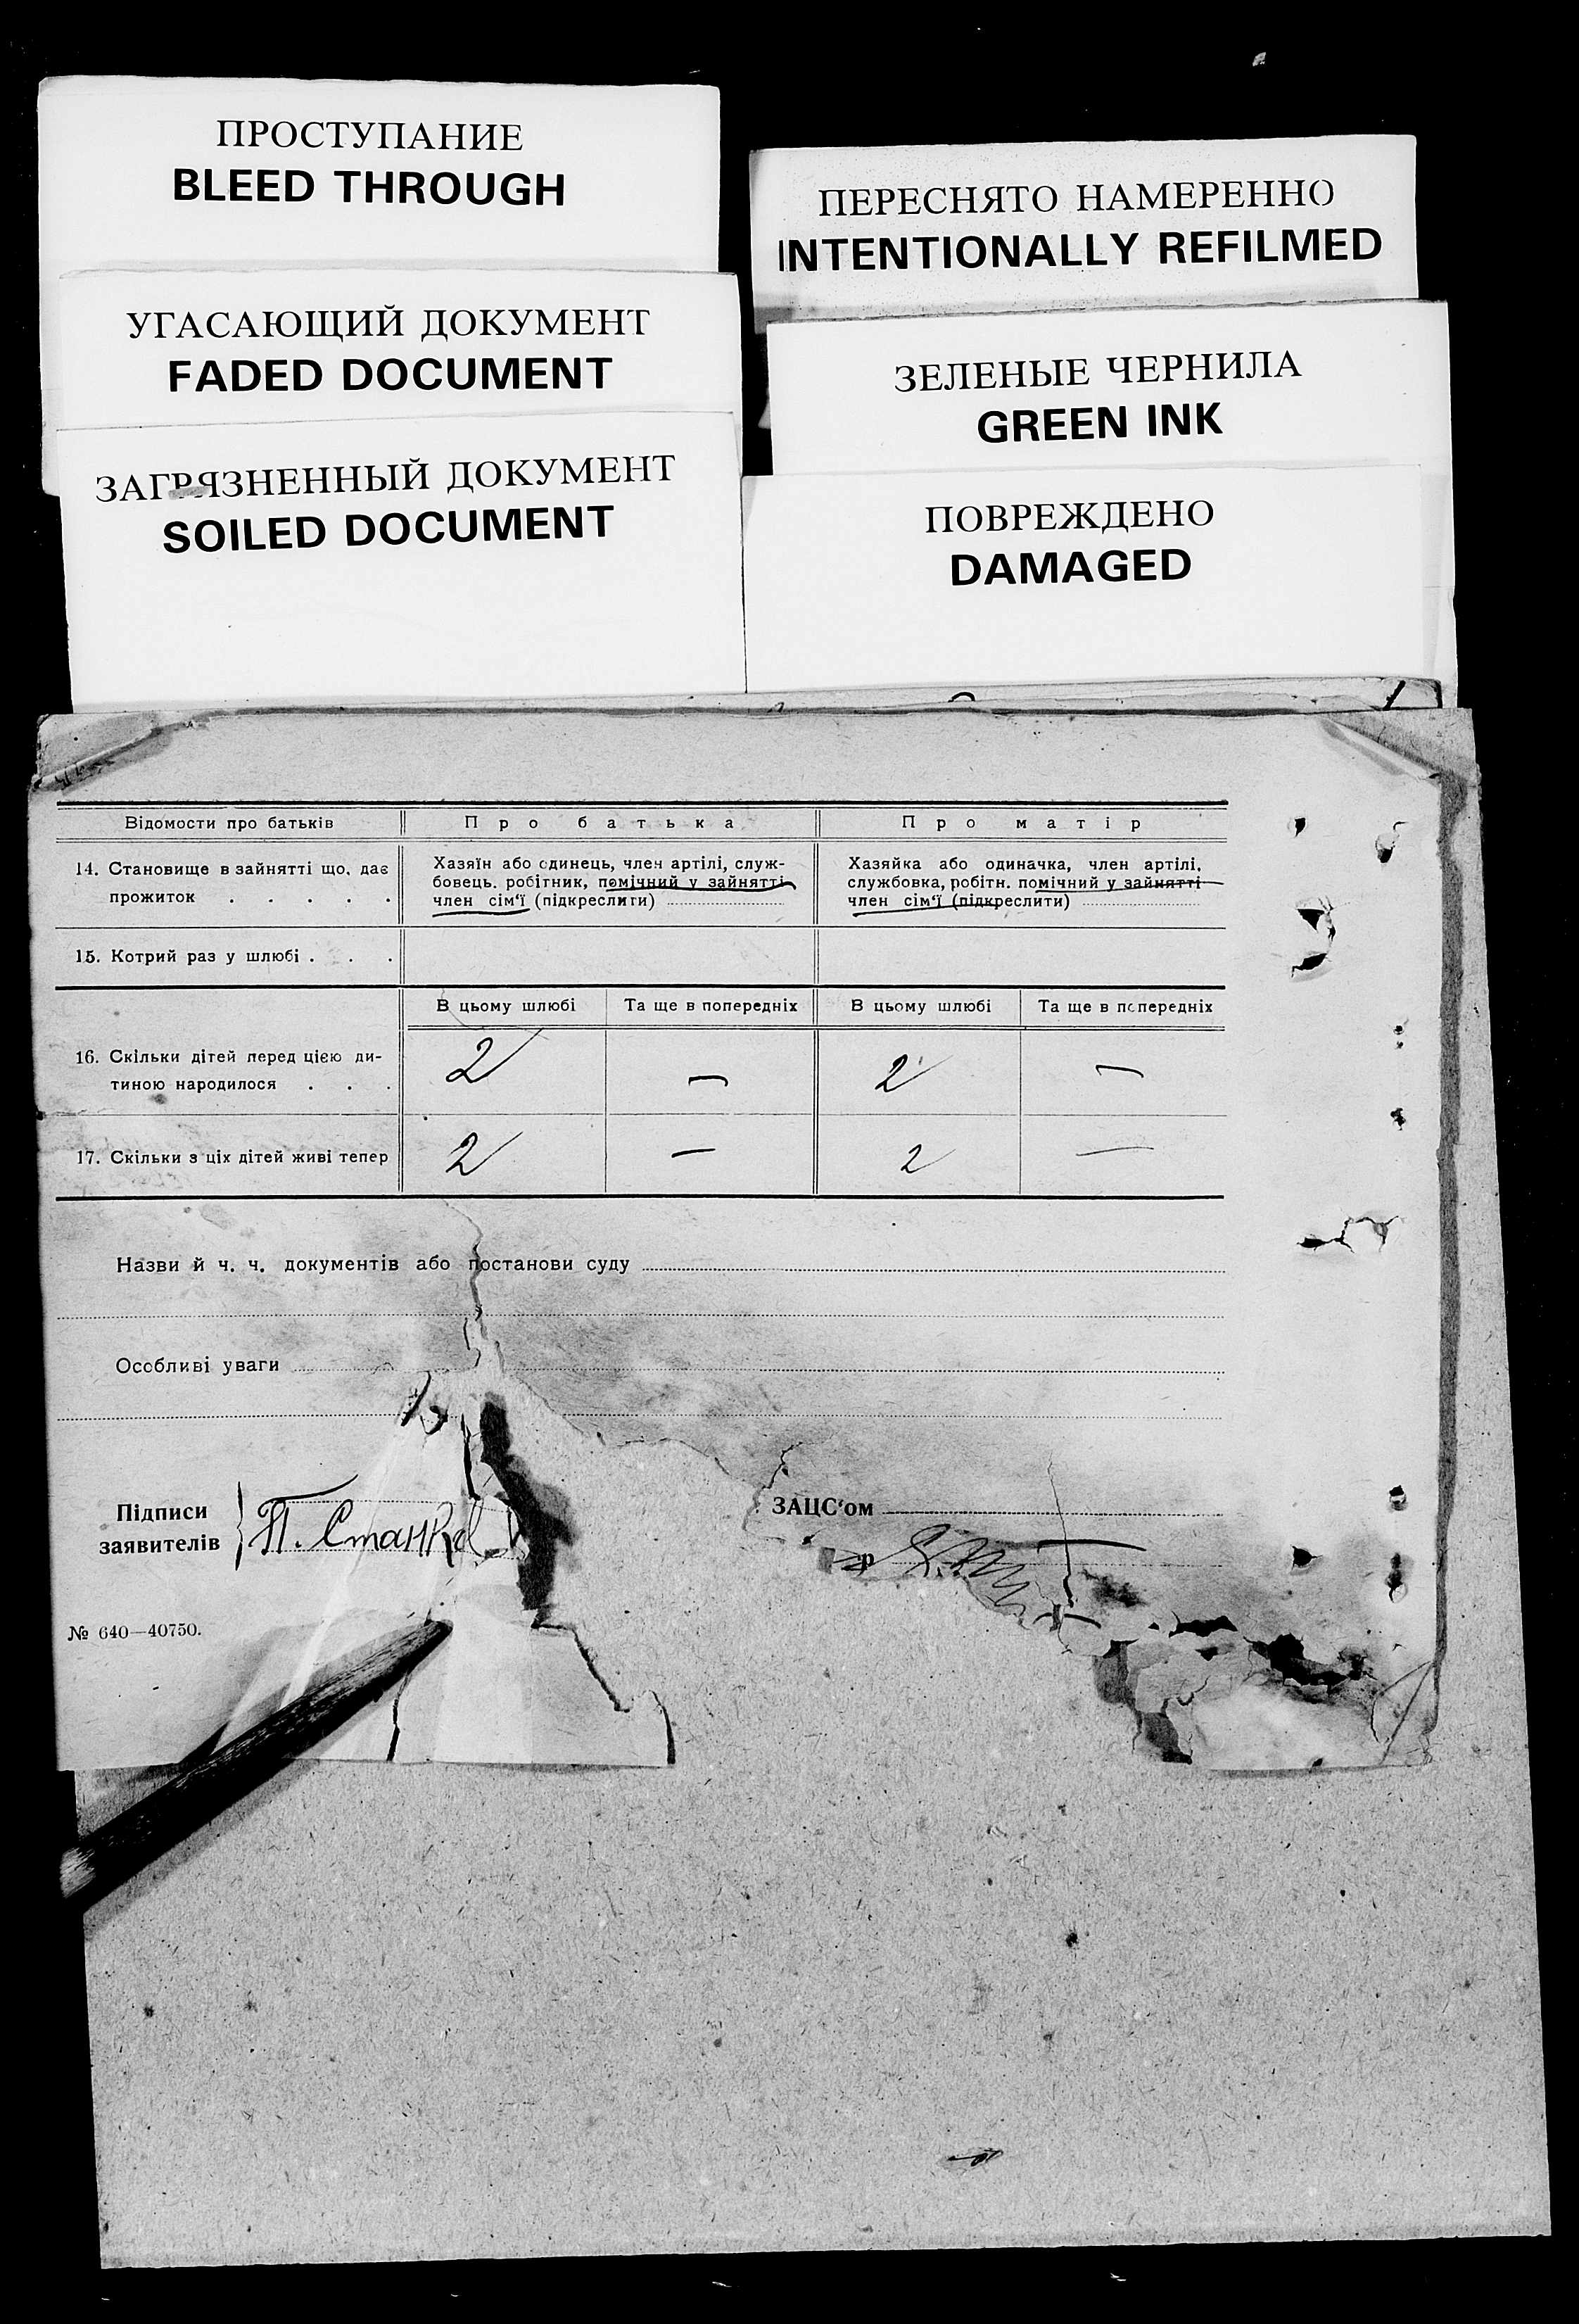 ПРОСТУПАНИЕ
BLEED THROUGH
УГАСАЮЩИЙ ДОКУМЕНТ
FADED DOCUMENT
ЗАГРЯЗНЕННЫЙ ДОКУМЕНТ
SOILED DOCUMENT
ПЕРЕСНЯТО НАМЕРЕННО
INTENTIONALLY REFILMED
ЗЕЛЕНЫЕ ЧЕРНИЛА
GREEN INK
ПОВРЕЖДЕНО
DAMAGED
Відомости про батьків Про батька Про матір
14. Становище в зайнятті що, дає
прожиток . . . . .
Хазяїн або єдинець, член артілі, служ-
бовець. робітник, помічний у зайнятті
член сім'ї (підкреслити)
Хазяйка або одиначка, член артілі,
службовка, робітн. помічний у зайнятті
член сім'ї (підкреслити)
15. Котрий раз у шлюбі . . .
В цьому шлюбі Та ще в попередніх В цьому шлюбі Та ще в попередніх
16. Скільки дітей перед цією ди-
тиною народилося . . .
2 — 2 —
17. Скільки з ціх дітей живі тепер 2 — 2 —
Назви й ч. ч. документів або постанови суду
Особливі уваги
Підписи
заявителів
ЗАЦС'ом
№ 640—40750.